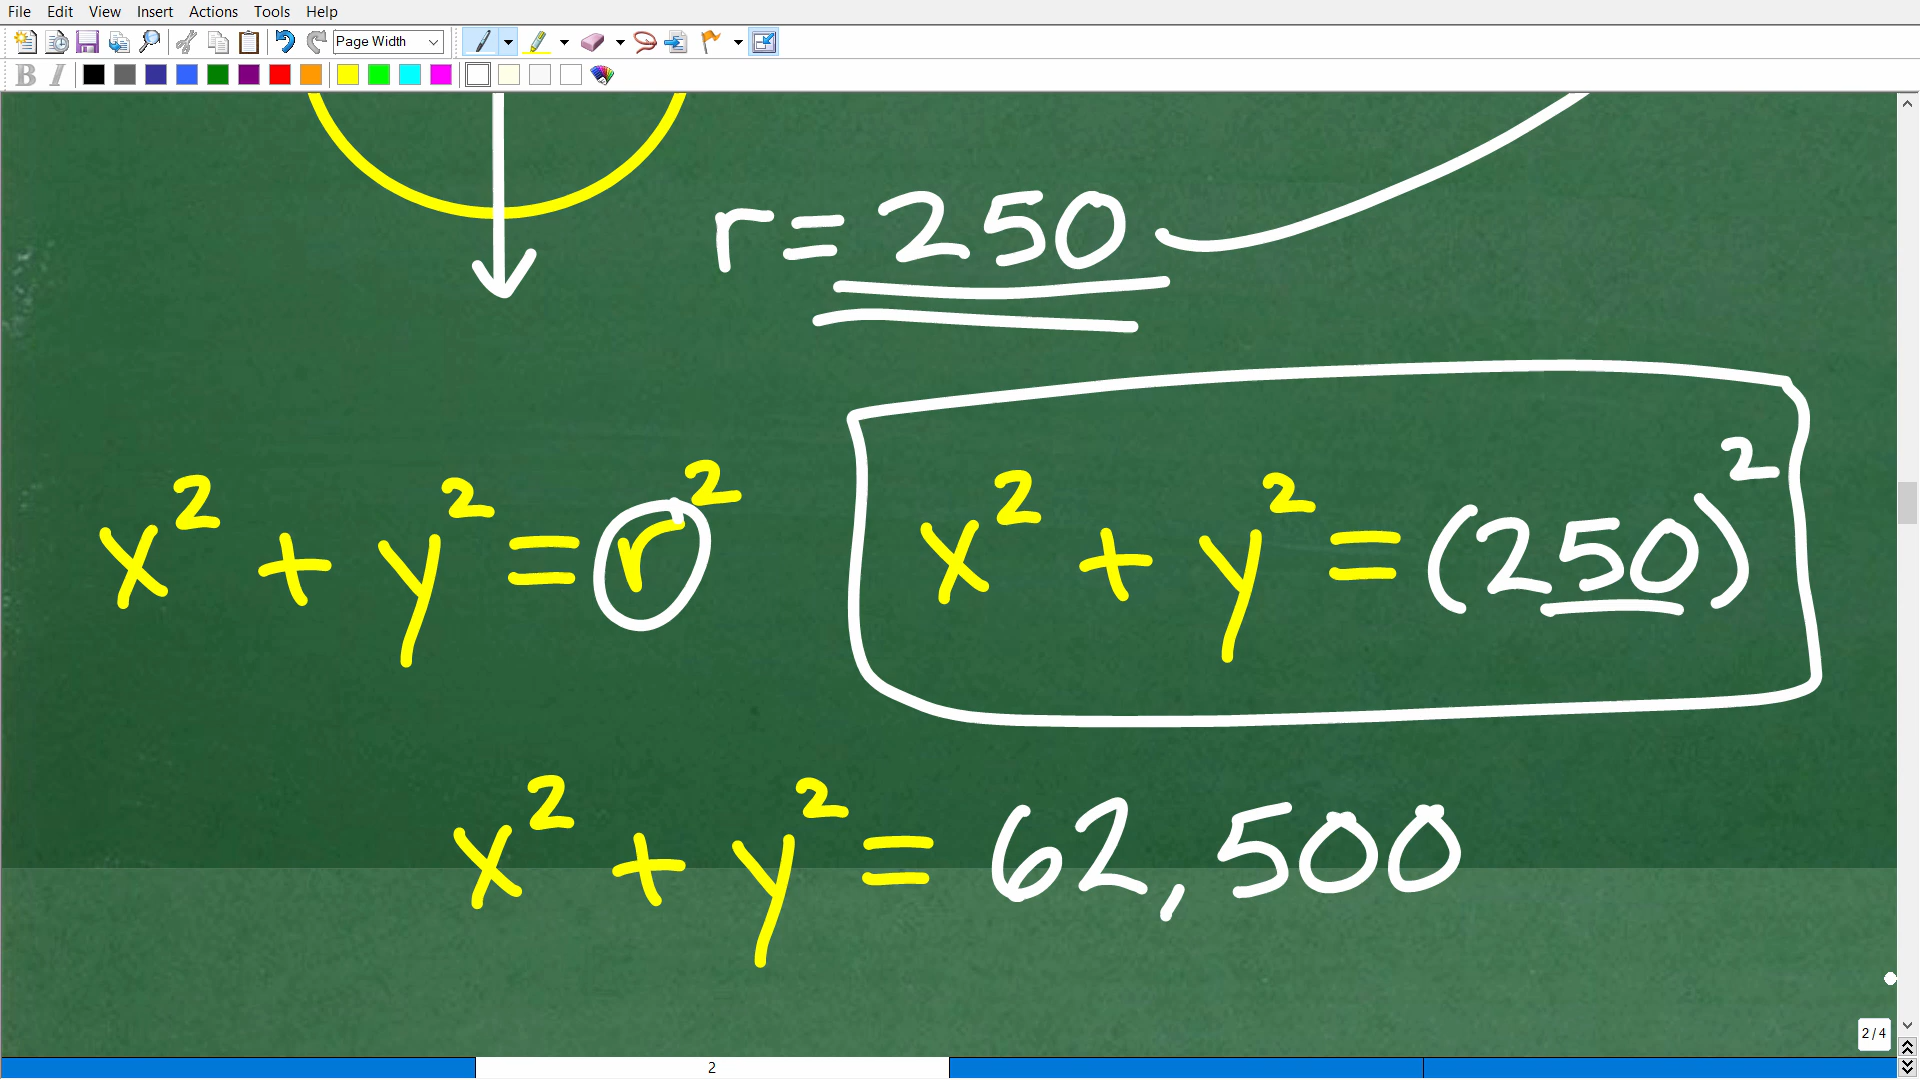 File Edit View Insert Actions Tools Help
Page Width
B I
r = 250
x² + y² = r²
x² + y² = (250)²
x² + y² = 62,500
2 / 4
2